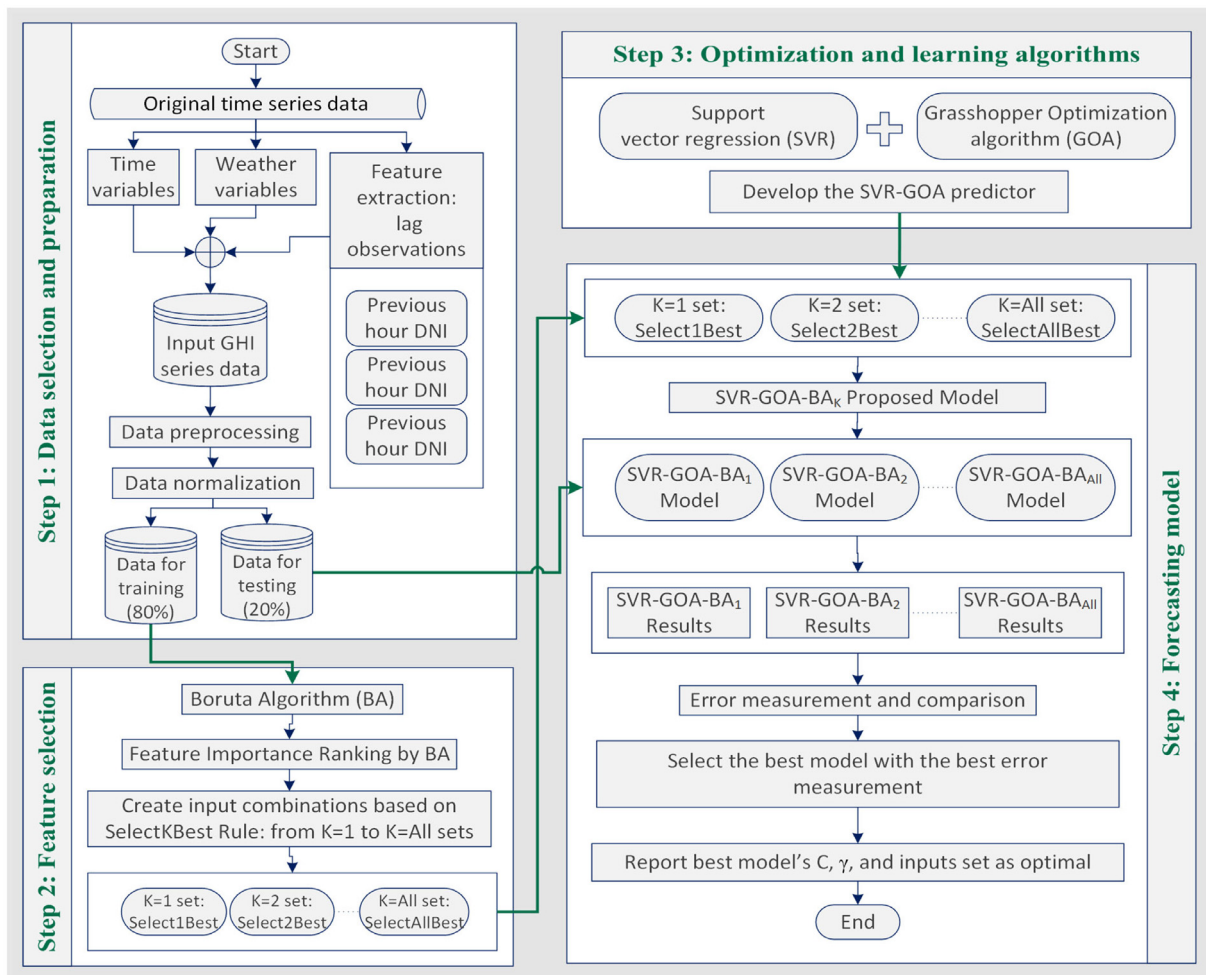 Step 1: Data selection and preparation
Start
Original time series data
Time
variables
Weather
variables
Feature
extraction:
lag
observations
Previous
hour DNI
Previous
hour DNI
Previous
hour DNI
Input GHI
series data
Data preprocessing
Data normalization
Data for
training
(80%)
Data for
testing
(20%)
Step 2: Feature selection
Boruta Algorithm (BA)
Feature Importance Ranking by BA
Create input combinations based on
SelectKBest Rule: from K=1 to K=All sets
K=1 set:
Select1Best
K=2 set:
Select2Best
K=All set:
SelectAllBest
Step 3: Optimization and learning algorithms
Support
vector regression (SVR)
Grasshopper Optimization
algorithm (GOA)
Develop the SVR-GOA predictor
Step 4: Forecasting model
K=1 set:
Select1Best
K=2 set:
Select2Best
K=All set:
SelectAllBest
SVR-GOA-BAK Proposed Model
SVR-GOA-BA1
Model
SVR-GOA-BA2
Model
SVR-GOA-BAAll
Model
SVR-GOA-BA1
Results
SVR-GOA-BA2
Results
SVR-GOA-BAAll
Results
Error measurement and comparison
Select the best model with the best error
measurement
Report best model's C, γ, and inputs set as optimal
End